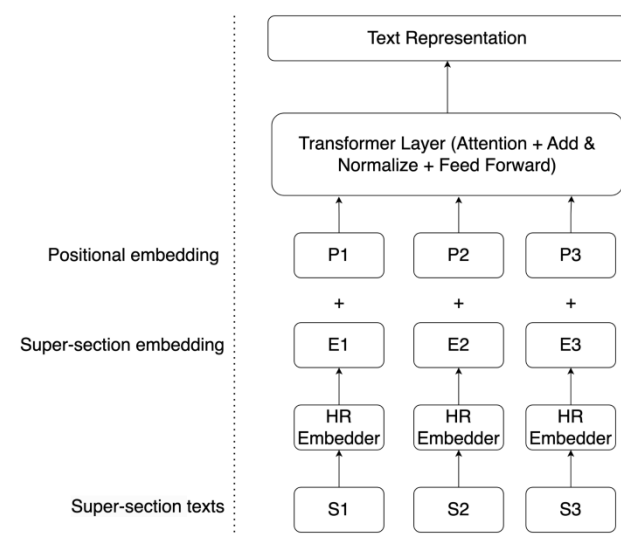 Text Representation
Transformer Layer (Attention + Add &
Normalize + Feed Forward)
Positional embedding P1 P2 P3
+ + +
Super-section embedding E1 E2 E3
HR HR HR
Embedder Embedder Embedder
Super-section texts S1 S2 S3